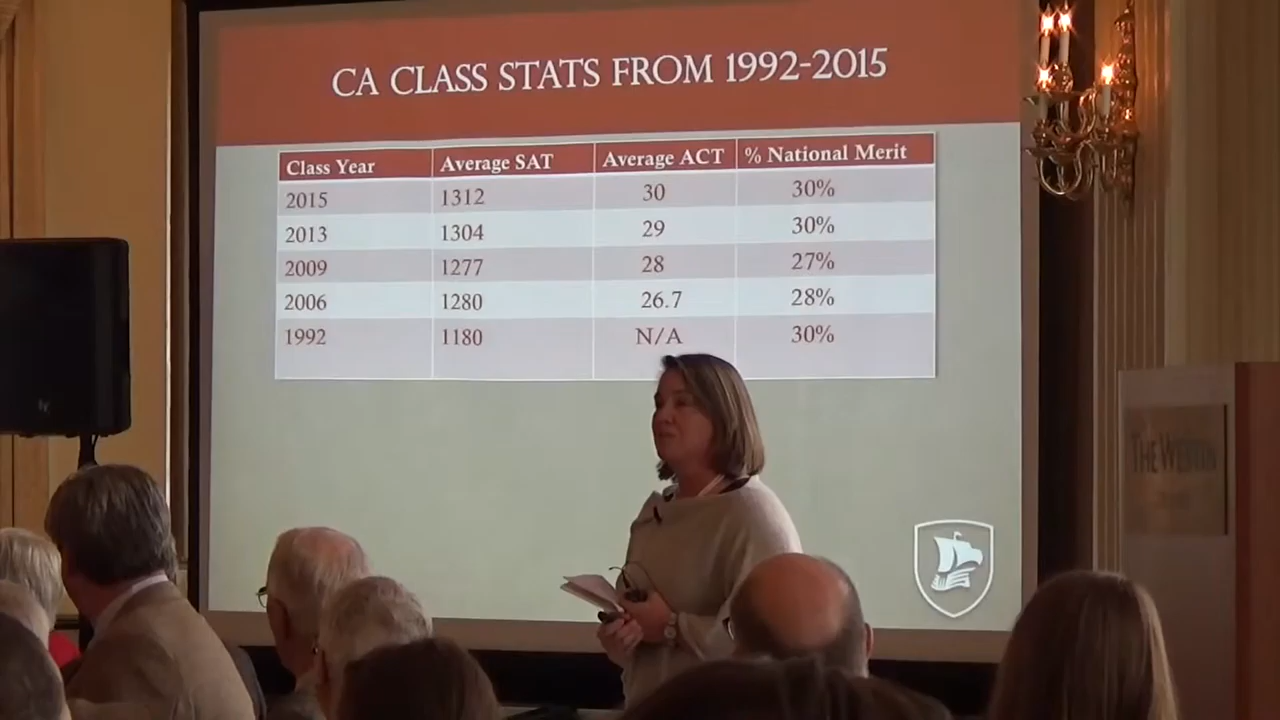 CA CLASS STATS FROM 1992-2015
Class Year Average SAT Average ACT % National Merit
2015 1312 30 30%
2013 1304 29 30%
2009 1277 28 27%
2006 1280 26.7 28%
1992 1180 N/A 30%
THE WESTIN